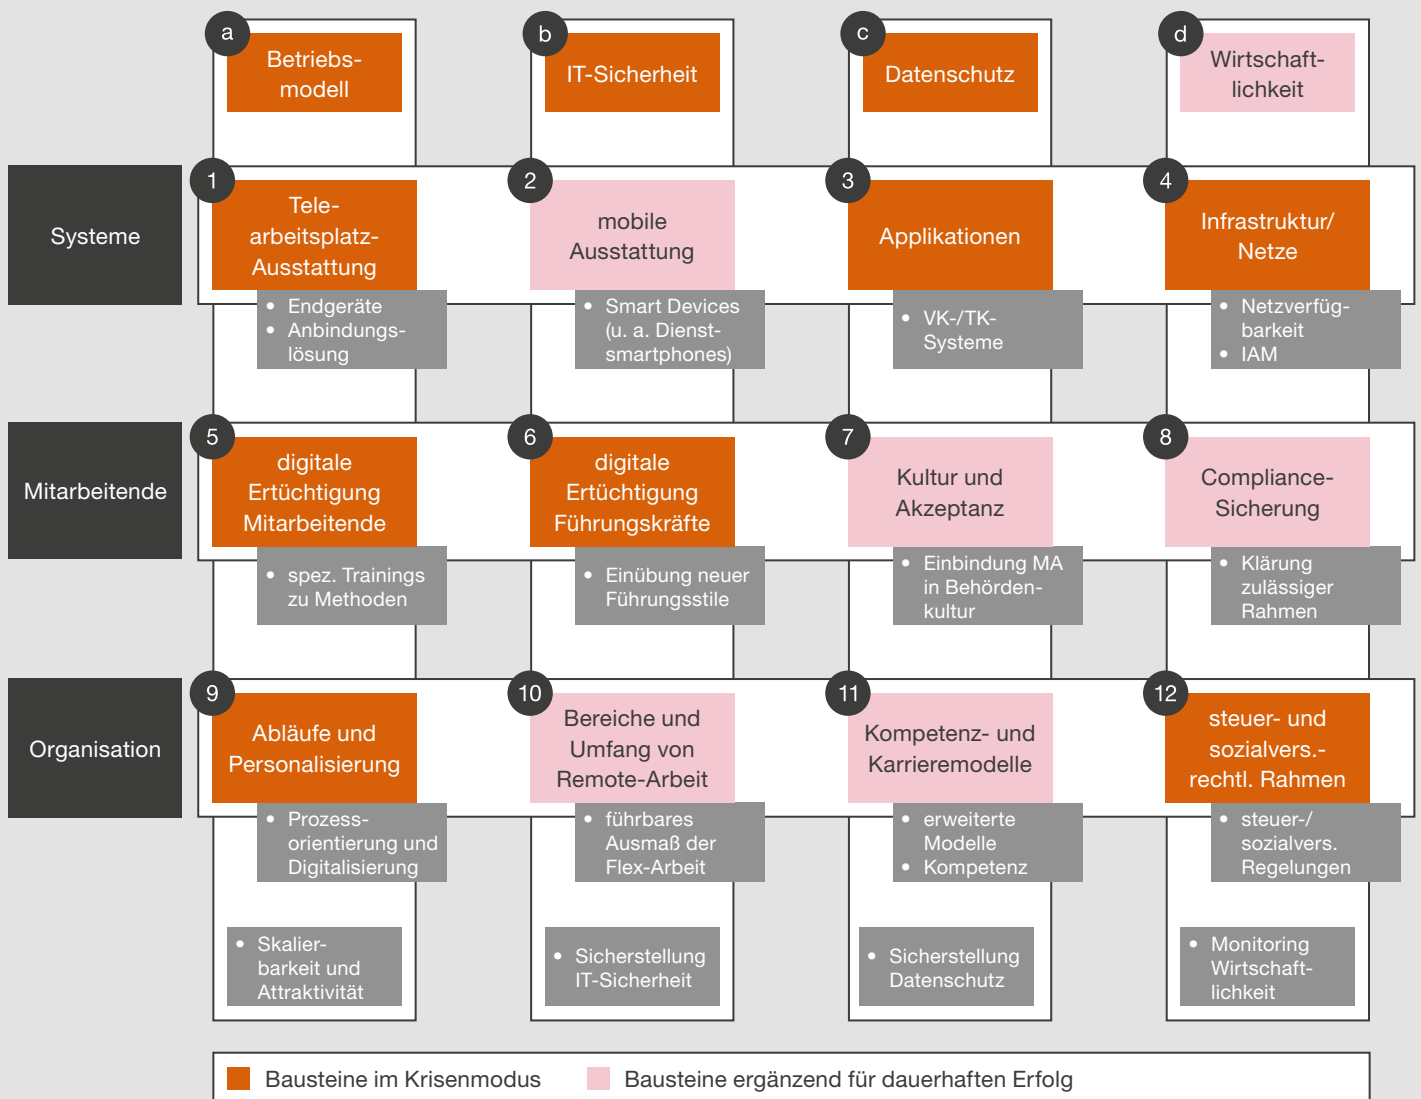 a
Betriebs-
modell
b
IT-Sicherheit
c
Datenschutz
d
Wirtschaft-
lichkeit
Systeme
1
Tele-
arbeitsplatz-
Ausstattung
• Endgeräte
• Anbindungs-
lösung
2
mobile
Ausstattung
• Smart Devices
(u. a. Dienst-
smartphones)
3
Applikationen
• VK-/TK-
Systeme
4
Infrastruktur/
Netze
• Netzverfüg-
barkeit
• IAM
Mitarbeitende
5
digitale
Ertüchtigung
Mitarbeitende
• spez. Trainings
zu Methoden
6
digitale
Ertüchtigung
Führungskräfte
• Einübung neuer
Führungsstile
7
Kultur und
Akzeptanz
• Einbindung MA
in Behörden-
kultur
8
Compliance-
Sicherung
• Klärung
zulässiger
Rahmen
Organisation
9
Abläufe und
Personalisierung
• Prozess-
orientierung und
Digitalisierung
10
Bereiche und
Umfang von
Remote-Arbeit
• führbares
Ausmaß der
Flex-Arbeit
11
Kompetenz- und
Karrieremodelle
• erweiterte
Modelle
• Kompetenz
12
steuer- und
sozialvers.-
rechtl. Rahmen
• steuer-/
sozialvers.
Regelungen
• Skalier-
barkeit und
Attraktivität
• Sicherstellung
IT-Sicherheit
• Sicherstellung
Datenschutz
• Monitoring
Wirtschaft-
lichkeit
Bausteine im Krisenmodus
Bausteine ergänzend für dauerhaften Erfolg